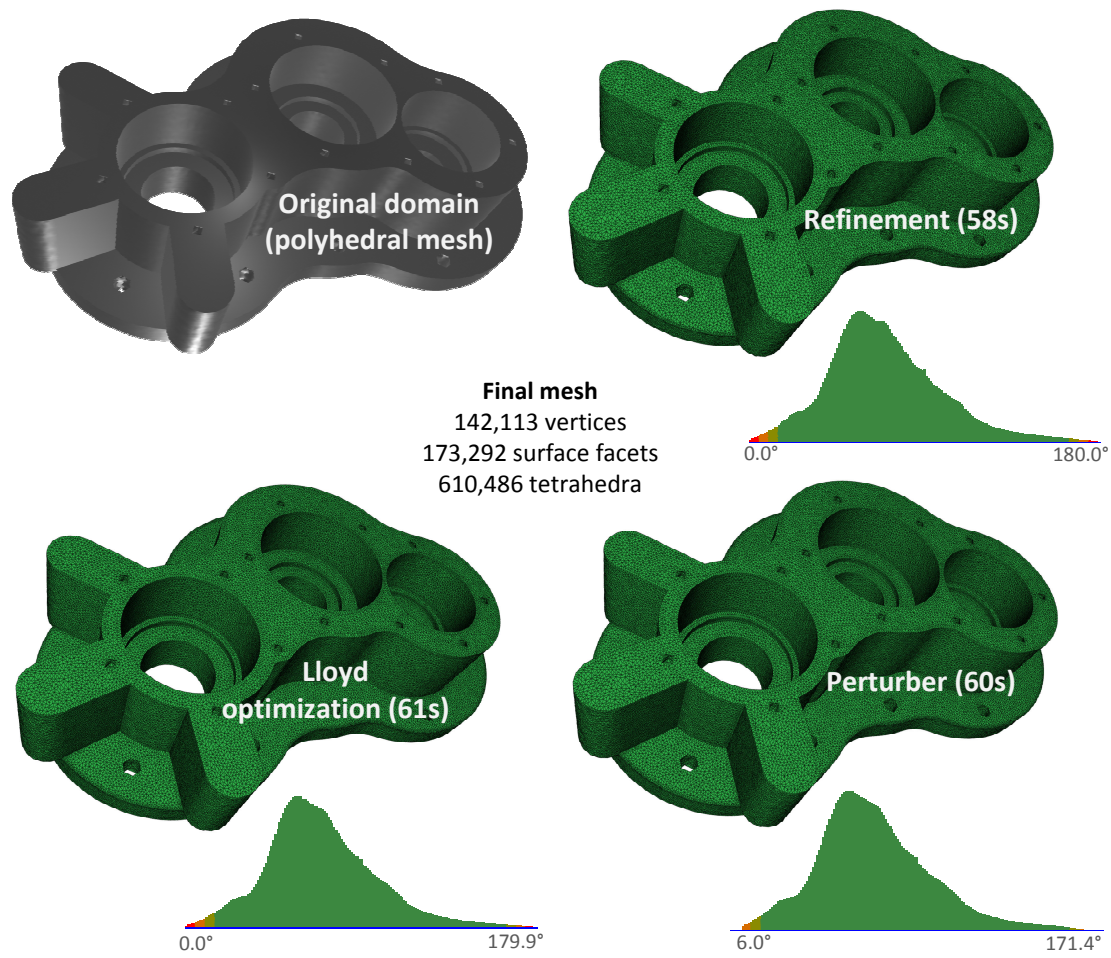 Original domain
(polyhedral mesh)
Refinement (58s)
0.0°
180.0°
Final mesh
142,113 vertices
173,292 surface facets
610,486 tetrahedra
Lloyd
optimization (61s)
Perturber (60s)
0.0°
179.9°
6.0°
171.4°